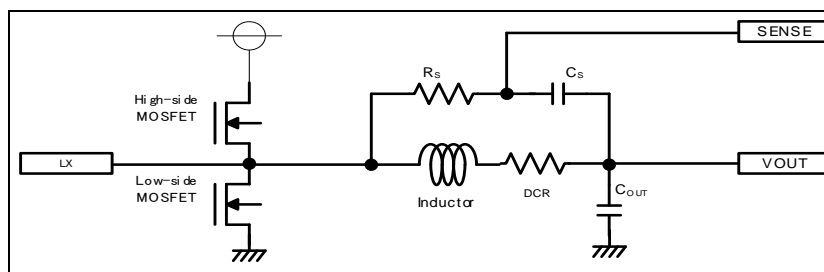 SENSE
RS
CS
High-side
MOSFET
LX
VOUT
Low-side
MOSFET
DCR
COUT
Inductor